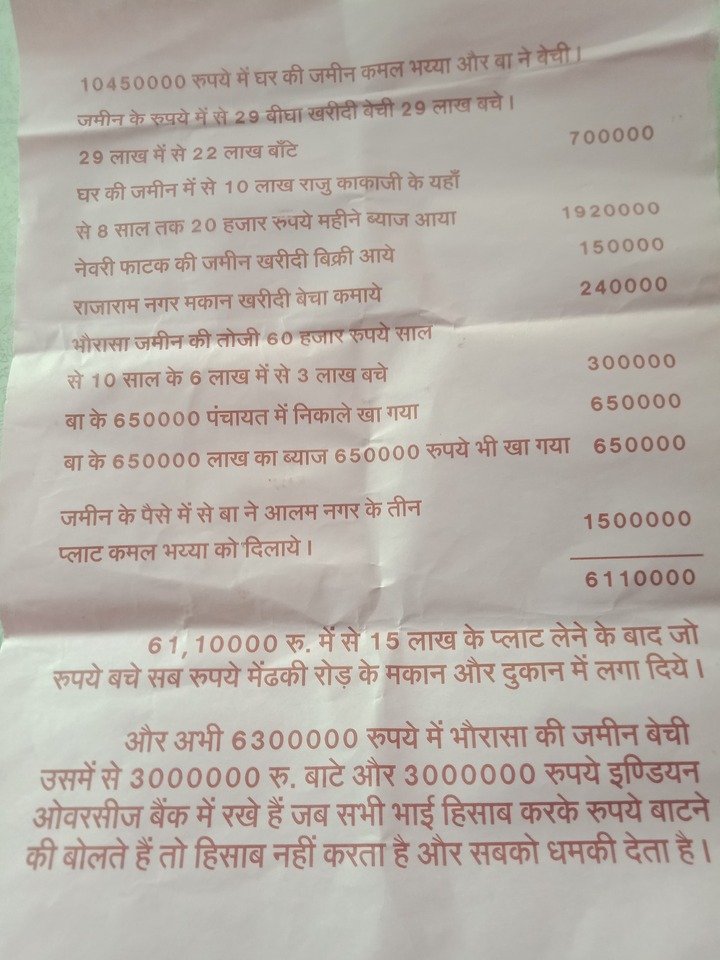 10450000 रुपये में घर की जमीन कमल भय्या और बा ने बेची।
जमीन के रुपये में से 29 बीघा खरीदी बेची 29 लाख बचे।
29 लाख में से 22 लाख बाँटे 700000
घर की जमीन में से 10 लाख राजु काकाजी के यहाँ
से 8 साल तक 20 हजार रुपये महीने ब्याज आया 1920000
नेवरी फाटक की जमीन खरीदी बिक्री आये 150000
राजाराम नगर मकान खरीदी बेचा कमाये 240000
भौरासा जमीन की तोजी 60 हजार रुपये साल
से 10 साल के 6 लाख में से 3 लाख बचे 300000
बा के 650000 पंचायत में निकाले खा गया 650000
बा के 650000 लाख का ब्याज 650000 रुपये भी खा गया 650000
जमीन के पैसे में से बा ने आलम नगर के तीन
प्लाट कमल भय्या को दिलाये। 1500000
6110000
61,10000 रू. में से 15 लाख के प्लाट लेने के बाद जो
रुपये बचे सब रुपये मेंढकी रोड़ के मकान और दुकान में लगा दिये।
और अभी 6300000 रुपये में भौरासा की जमीन बेची
उसमें से 3000000 रु. बाटे और 3000000 रुपये इण्डियन
ओवरसीज बैंक में रखे हैं जब सभी भाई हिसाब करके रुपये बाटने
की बोलते हैं तो हिसाब नहीं करता है और सबको धमकी देता है।